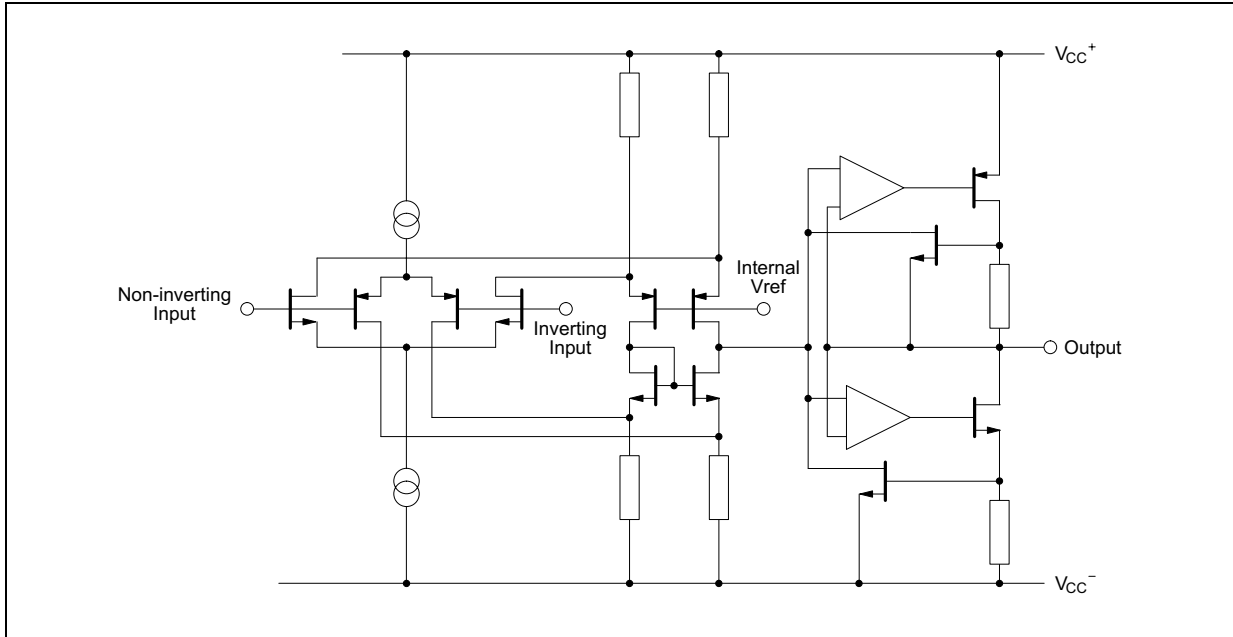 VCC+
Non-inverting
Input
Inverting
Input
Internal
Vref
Output
VCC−